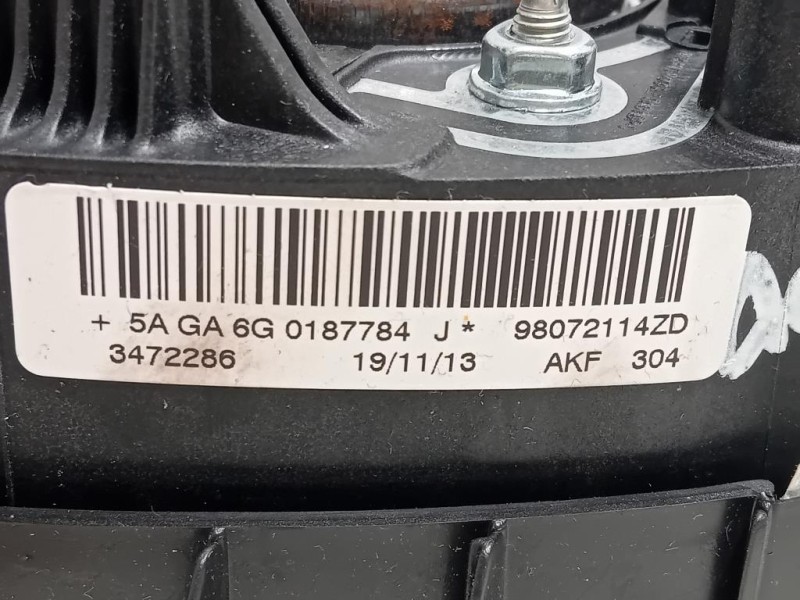 + 5A GA 6G 0187784 J * 98072114ZD
3472286 19/11/13 AKF 304